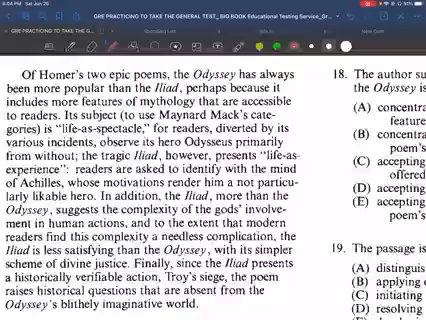 4:04 PM Sat Jun 26
GRE PRACTICING TO TAKE THE GENERAL TEST_ BIG BOOK Educational Testing Service_Gr...
GRE PRACTICING TO TAKE THE G...
Of Homer's two epic poems, the Odyssey has always
been more popular than the Iliad, perhaps because it
includes more features of mythology that are accessible
to readers. Its subject (to use Maynard Mack's cate-
gories) is "life-as-spectacle," for readers, diverted by its
various incidents, observe its hero Odysseus primarily
from without; the tragic Iliad, however, presents "life-as-
experience": readers are asked to identify with the mind
of Achilles, whose motivations render him a not particu-
larly likable hero. In addition, the Iliad, more than the
Odyssey, suggests the complexity of the gods' involve-
ment in human actions, and to the extent that modern
readers find this complexity a needless complication, the
Iliad is less satisfying than the Odyssey, with its simpler
scheme of divine justice. Finally, since the Iliad presents
a historically verifiable action, Troy's siege, the poem
raises historical questions that are absent from the
Odyssey's blithely imaginative world.
18. The author su
the Odyssey is
(A) concentra
feature
(B) concentra
poem's
(C) accepting
offered
(D) accepting
(E) accepting
poem's
19. The passage is
(A) distinguis
(B) applying
(C) initiating
(D) resolving